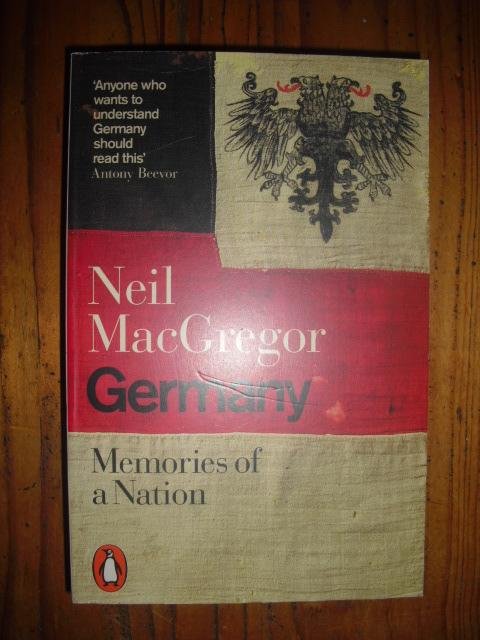 ‘Anyone who
wants to
understand
Germany
should
read this’
Antony Beevor
Neil
MacGregor
Germany
Memories of
a Nation